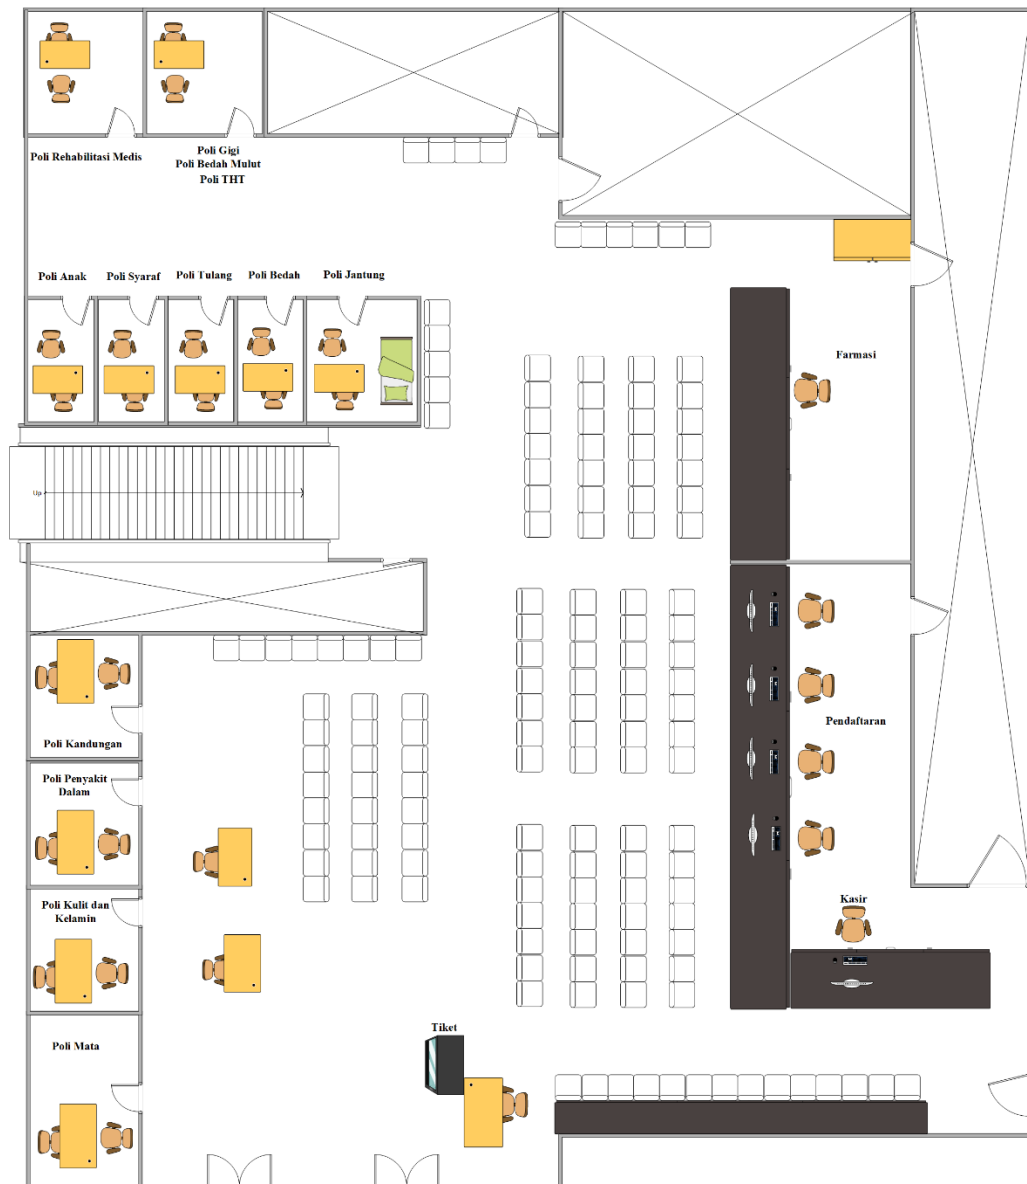 Poli Rehabilitasi Medis
Poli Gigi
Poli Bedah Mulut
Poli THT
Poli Anak
Poli Syaraf
Poli Tulang
Poli Bedah
Poli Jantung
Farmasi
Up
Pendaftaran
Poli Kandungan
Poli Penyakit
Dalam
Poli Kulit dan
Kelamin
Kasir
Tiket
Poli Mata